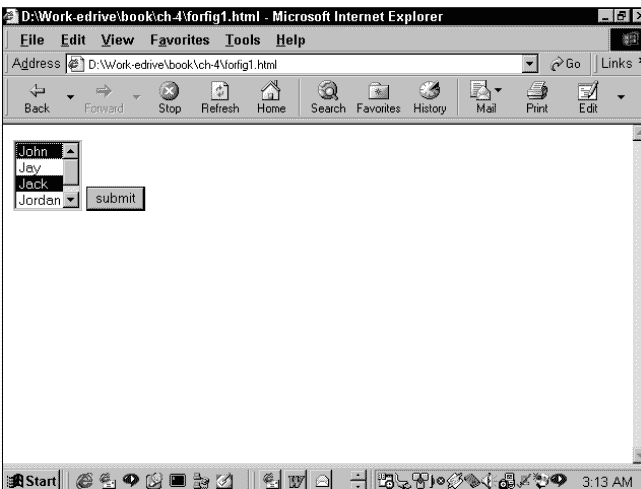 D:\Work-edrive\book\ch-4\forfig1.html - Microsoft Internet Explorer
File Edit View Favorites Tools Help
Address D:\Work-edrive\book\ch-4\forfig1.html Go Links
Back Forward Stop Refresh Home Search Favorites History Mail Print Edit
John
Jay
Jack
Jordan submit
Start 3:13 AM